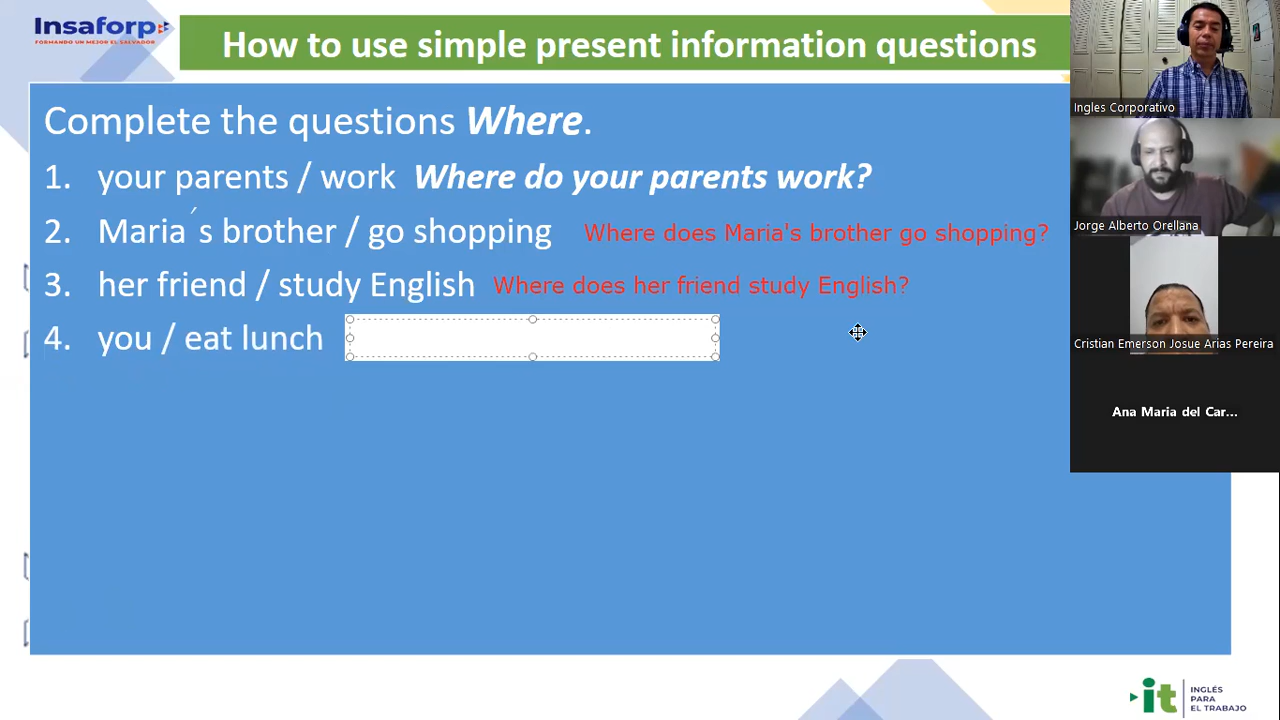 Insaforp
FORMANDO UN MEJOR EL SALVADOR
How to use simple present information questions
Complete the questions Where.
1. your parents / work Where do your parents work?
2. Maria´s brother / go shopping Where does Maria's brother go shopping?
3. her friend / study English Where does her friend study English?
4. you / eat lunch
Ingles Corporativo
Jorge Alberto Orellana
Cristian Emerson Josue Arias Pereira
Ana Maria del Car...
it
INGLÉS
PARA
EL TRABAJO